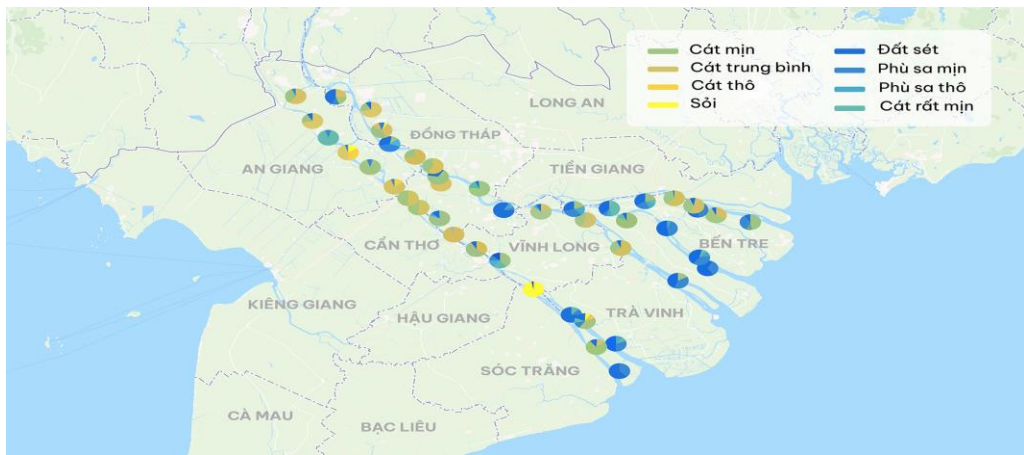 Cát mịn
Cát trung bình
Cát thô
Sỏi
Đất sét
Phù sa mịn
Phù sa thô
Cát rất mịn
LONG AN
ĐỒNG THÁP
AN GIANG
TIỀN GIANG
CẦN THƠ
VĨNH LONG
BẾN TRE
KIÊNG GIANG
HẬU GIANG
TRÀ VINH
SÓC TRĂNG
CÀ MAU
BẠC LIÊU